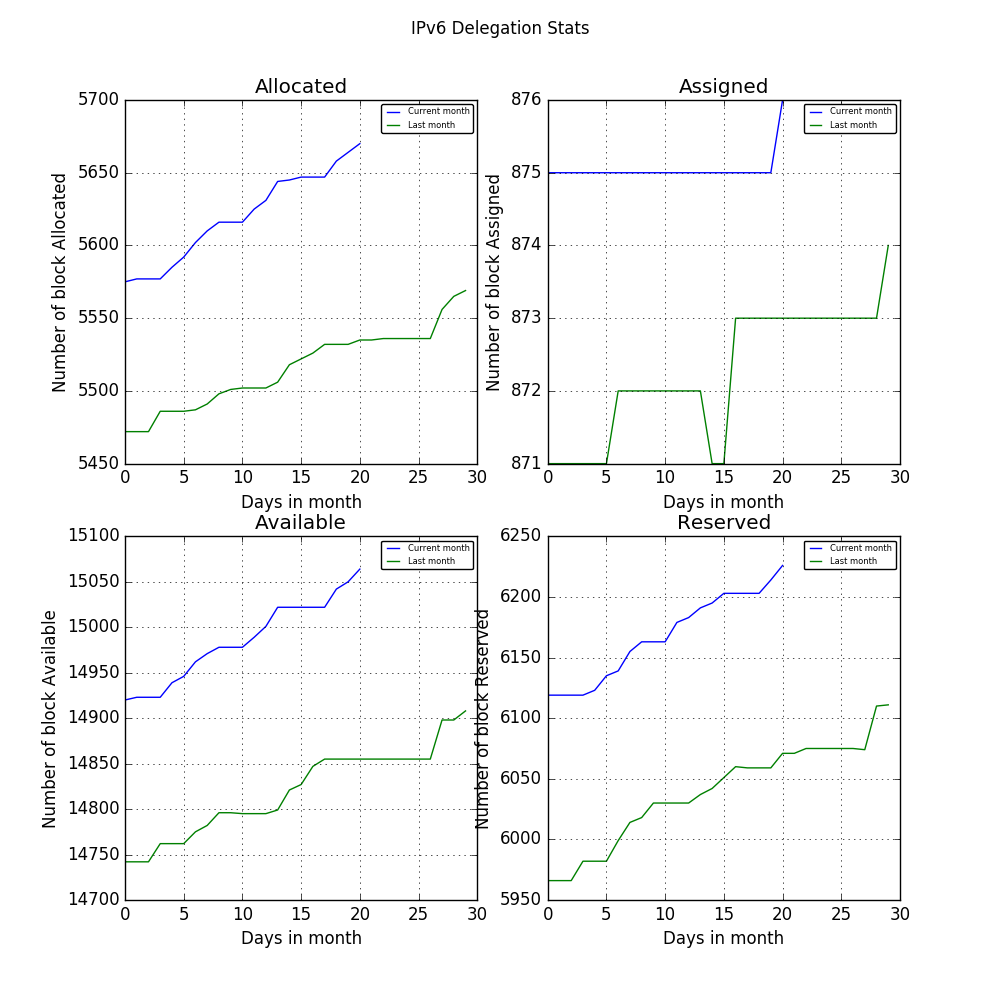 IPv6 Delegation Stats
Allocated
Number of block Allocated
5700
5650
5600
5550
5500
5450
Current month
Last month
0 5 10 15 20 25 30
Days in month
Assigned
Number of block Assigned
876
875
874
873
872
871
Current month
Last month
0 5 10 15 20 25 30
Days in month
Available
Number of block Available
15100
15050
15000
14950
14900
14850
14800
14750
14700
Current month
Last month
0 5 10 15 20 25 30
Days in month
Reserved
Number of block Reserved
6250
6200
6150
6100
6050
6000
5950
Current month
Last month
0 5 10 15 20 25 30
Days in month